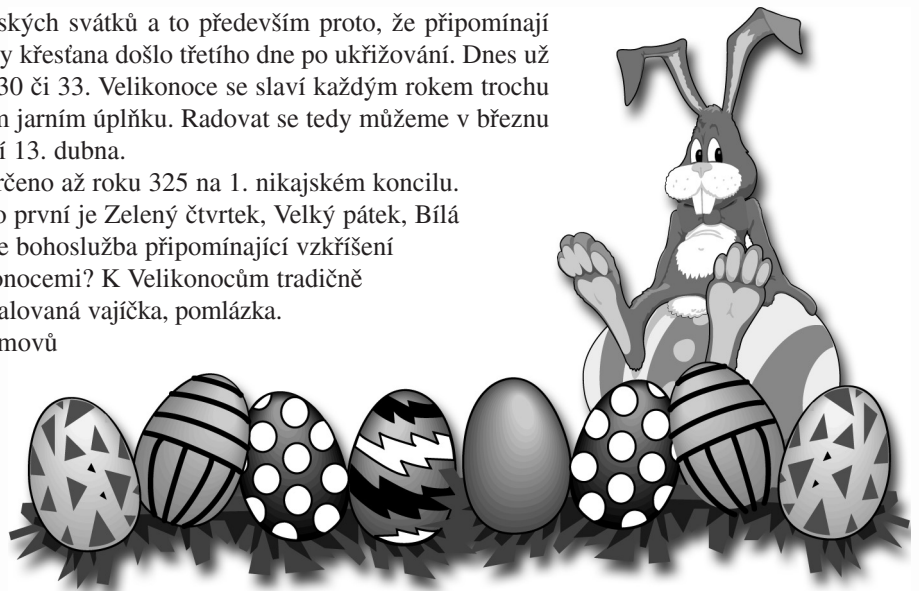 ských svátků a to především proto, že připomínají
y křesťana došlo třetího dne po ukřižování. Dnes už
30 či 33. Velikonoce se slaví každým rokem trochu
m jarním úplňku. Radovat se tedy můžeme v březnu
í 13. dubna.
rčeno až roku 325 na 1. nikajském koncilu.
o první je Zelený čtvrtek, Velký pátek, Bílá
e bohoslužba připomínající vzkříšení
onocemi? K Velikonocům tradičně
alovaná vajíčka, pomlázka.
movů